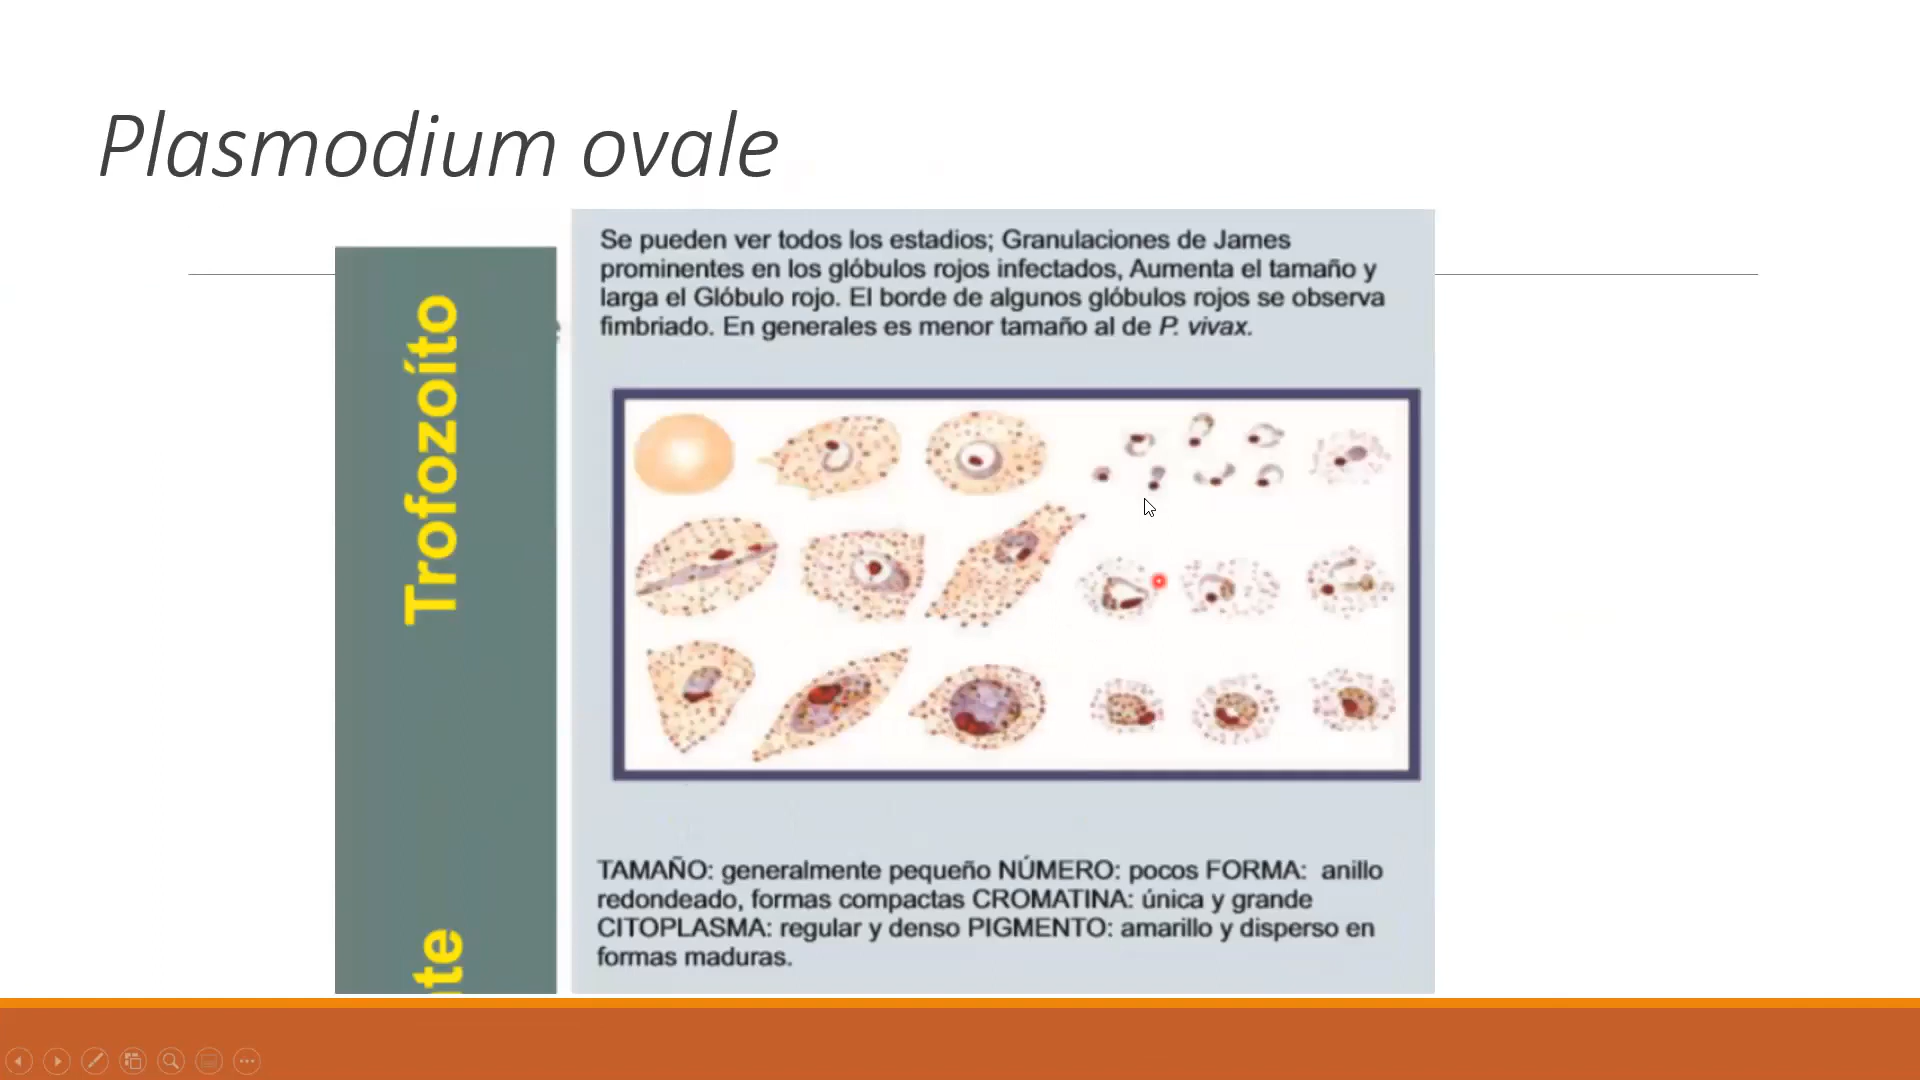 Plasmodium ovale
Se pueden ver todos los estadios; Granulaciones de James
prominentes en los glóbulos rojos infectados, Aumenta el tamaño y
larga el Glóbulo rojo. El borde de algunos glóbulos rojos se observa
fimbriado. En generales es menor tamaño al de P. vivax.
Trofozoíto
TAMAÑO: generalmente pequeño NÚMERO: pocos FORMA: anillo
redondeado, formas compactas CROMATINA: única y grande
CITOPLASMA: regular y denso PIGMENTO: amarillo y disperso en
formas maduras.